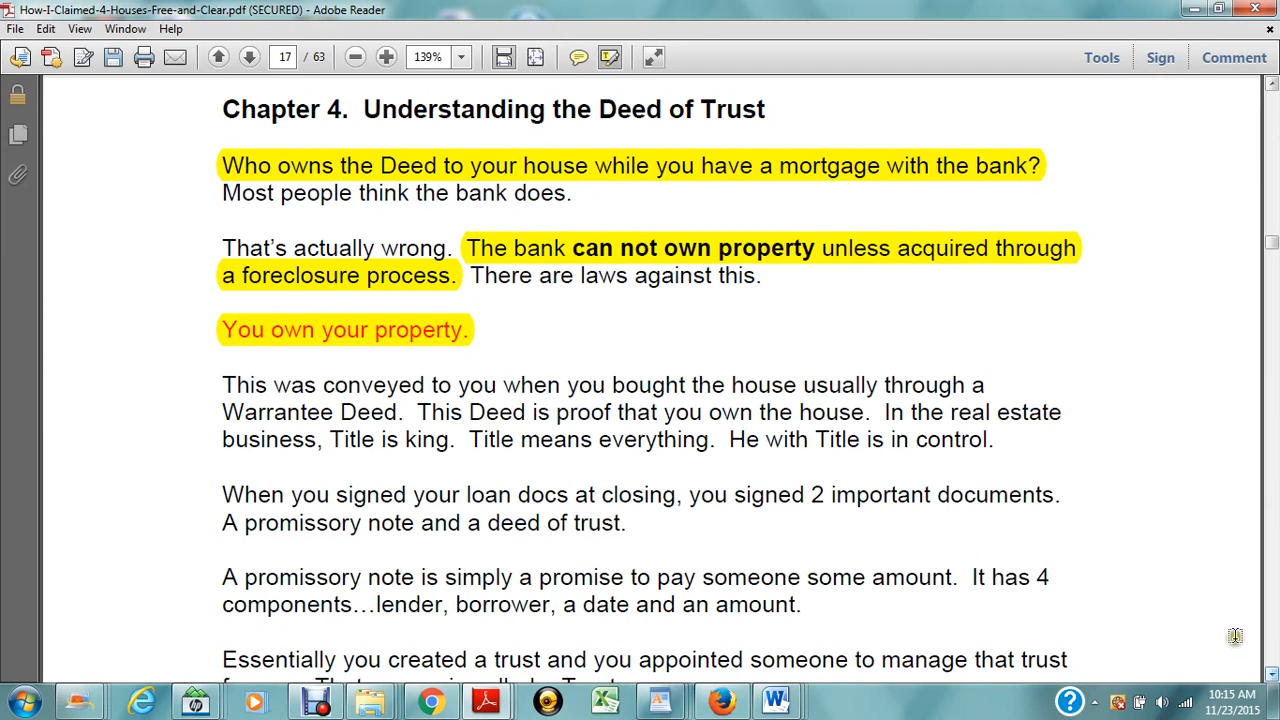 How-I-Claimed-4-Houses-Free-and-Clear.pdf (SECURED) - Adobe Reader
File Edit View Window Help
17 / 63 139% Tools Sign Comment
Chapter 4. Understanding the Deed of Trust
Who owns the Deed to your house while you have a mortgage with the bank?
Most people think the bank does.
That's actually wrong. The bank can not own property unless acquired through
a foreclosure process. There are laws against this.
You own your property.
This was conveyed to you when you bought the house usually through a
Warrantee Deed. This Deed is proof that you own the house. In the real estate
business, Title is king. Title means everything. He with Title is in control.
When you signed your loan docs at closing, you signed 2 important documents.
A promissory note and a deed of trust.
A promissory note is simply a promise to pay someone some amount. It has 4
components…lender, borrower, a date and an amount.
Essentially you created a trust and you appointed someone to manage that trust
10:15 AM
11/23/2015